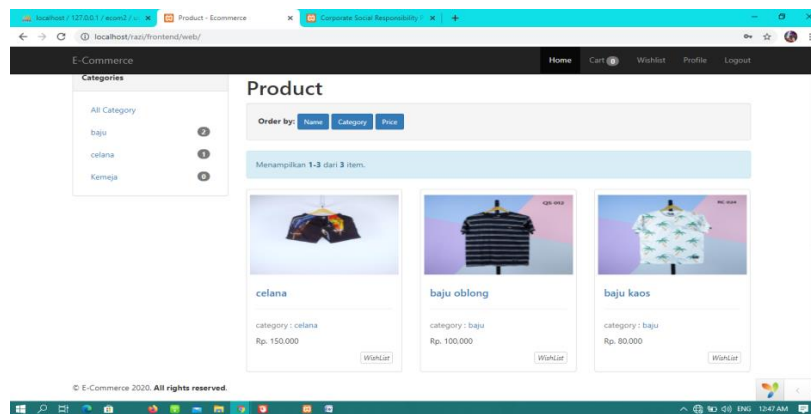 localhost / 127.0.0.1 / ecom2 /
Product - Ecommerce
Corporate Social Responsibility
localhost/razi/frontend/web/
E-Commerce
Home Cart 0 Wishlist Profile Logout
Categories
All Category
baju 2
celana 1
Kemeja 0
Product
Order by: Name Category Price
Menampilkan 1-3 dari 3 item.
celana
category : celana
Rp. 150.000
WishList
baju oblong
category : baju
Rp. 100.000
WishList
baju kaos
category : baju
Rp. 80.000
WishList
© E-Commerce 2020. All rights reserved.
ENG 12:47 AM